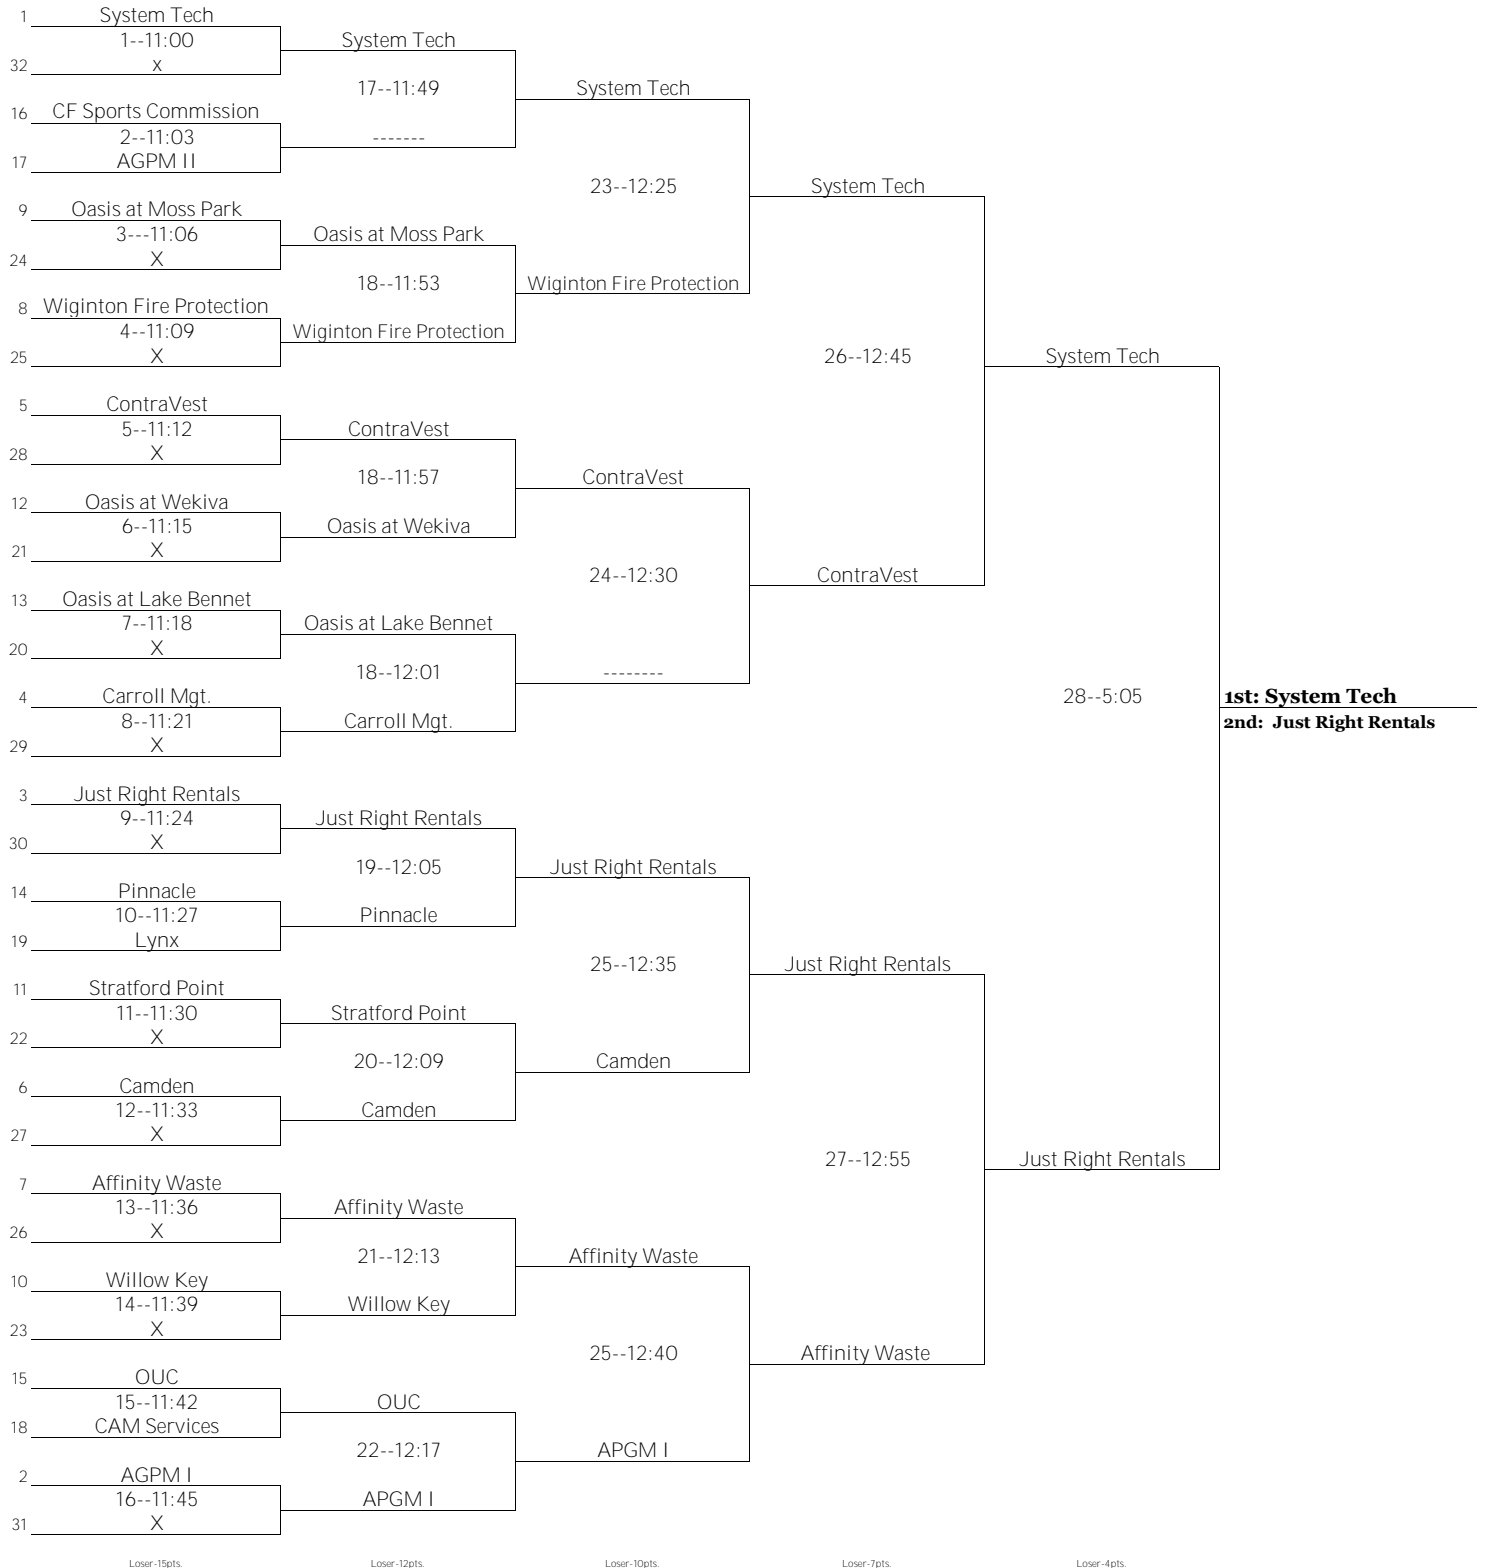 1 System Tech
1--11:00
32 x
16 CF Sports Commission
2--11:03
17 AGPM II
9 Oasis at Moss Park
3---11:06
24 X
8 Wiginton Fire Protection
4--11:09
25 X
5 ContraVest
5--11:12
28 X
12 Oasis at Wekiva
6--11:15
21 X
13 Oasis at Lake Bennet
7--11:18
20 X
4 Carroll Mgt.
8--11:21
29 X
3 Just Right Rentals
9--11:24
30 X
14 Pinnacle
10--11:27
19 Lynx
11 Stratford Point
11--11:30
22 X
6 Camden
12--11:33
27 X
7 Affinity Waste
13--11:36
26 X
10 Willow Key
14--11:39
23 X
15 OUC
15--11:42
18 CAM Services
2 AGPM I
16--11:45
31 X
Loser-15pts.
System Tech
17--11:49
-------
Oasis at Moss Park
18--11:53
Wiginton Fire Protection
ContraVest
18--11:57
Oasis at Wekiva
Oasis at Lake Bennet
18--12:01
Carroll Mgt.
Just Right Rentals
19--12:05
Pinnacle
Stratford Point
20--12:09
Camden
Affinity Waste
21--12:13
Willow Key
OUC
22--12:17
APGM I
Loser-12pts.
System Tech
23--12:25
Wiginton Fire Protection
ContraVest
24--12:30
--------
Just Right Rentals
25--12:35
Camden
Affinity Waste
25--12:40
APGM I
Loser-10pts.
System Tech
26--12:45
ContraVest
Just Right Rentals
27--12:55
Affinity Waste
Loser-7pts.
System Tech
28--5:05
Just Right Rentals
Loser-4pts.
1st: System Tech
2nd: Just Right Rentals